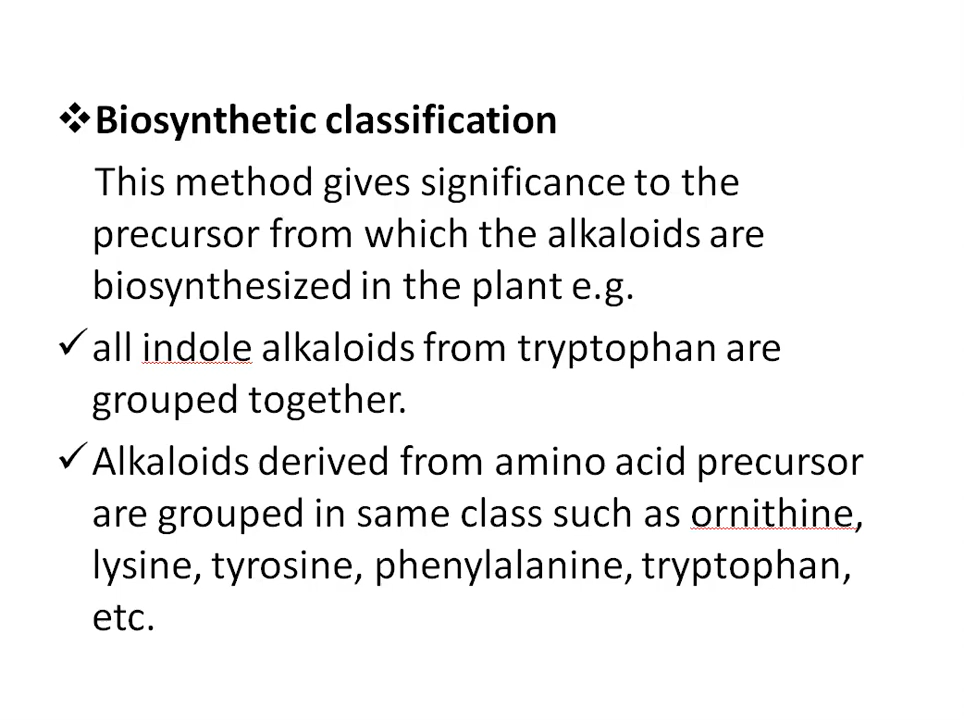 ❖Biosynthetic classification
This method gives significance to the
precursor from which the alkaloids are
biosynthesized in the plant e.g.
✓all indole alkaloids from tryptophan are
grouped together.
✓Alkaloids derived from amino acid precursor
are grouped in same class such as ornithine,
lysine, tyrosine, phenylalanine, tryptophan,
etc.